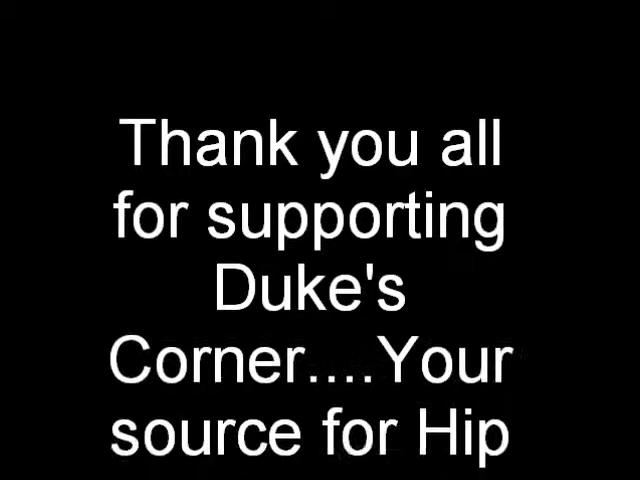 Thank you all
for supporting
Duke's
Corner....Your
source for Hip